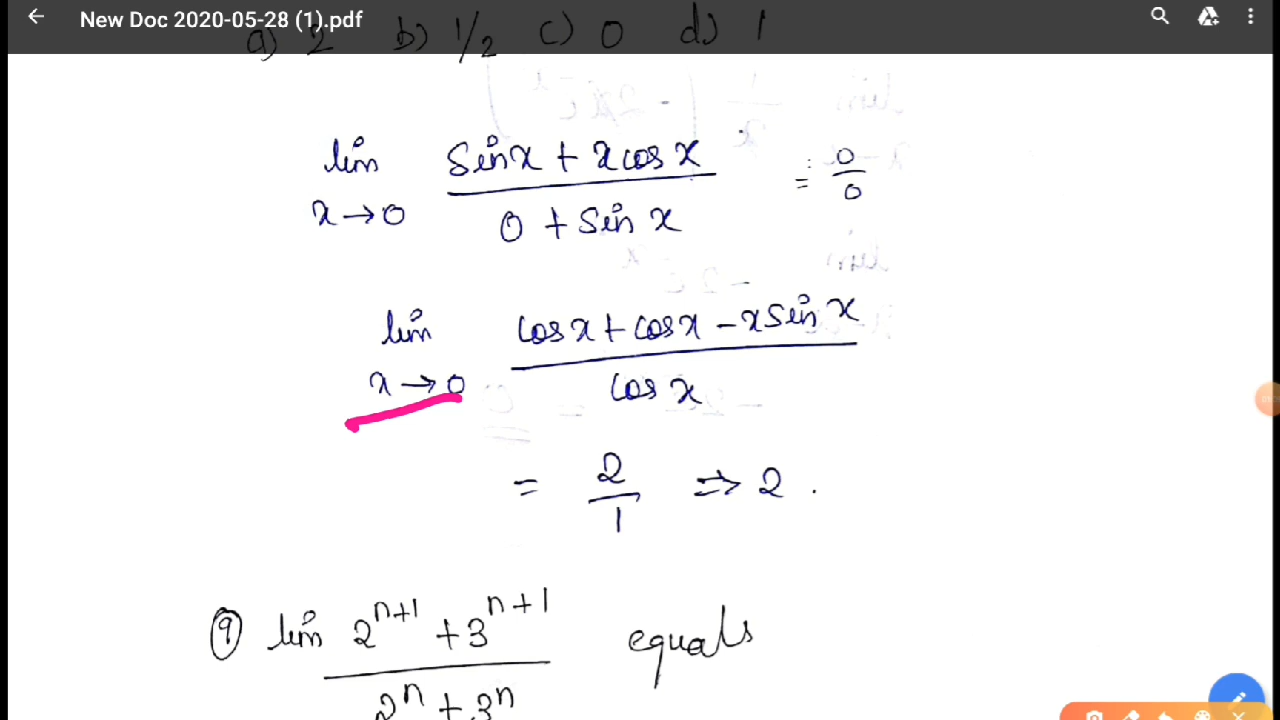 New Doc 2020-05-28 (1).pdf
a) 2 b) 1/2 c) 0 d) 1
lim x→0 (sin x + x cos x) / (0 + sin x) = 0/0
lim x→0 (cos x + cos x − x sin x) / cos x
= 2/1 ⇒ 2.
9 lim (2^(n+1) + 3^(n+1)) / (2^n + 3^n) equals